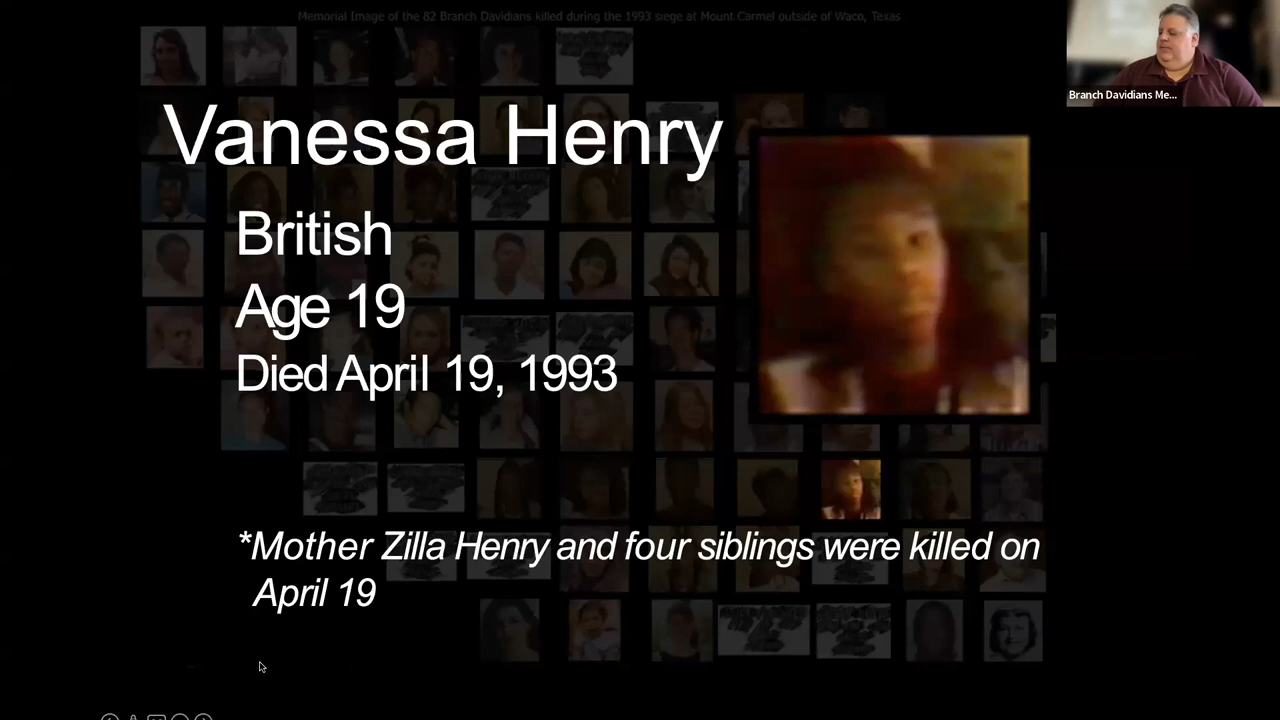 Memorial Image of the 82 Branch Davidians killed during the 1993 siege at Mount Carmel outside of Waco, Texas
Branch Davidians Me...
Vanessa Henry
British
Age 19
Died April 19, 1993
*Mother Zilla Henry and four siblings were killed on
April 19